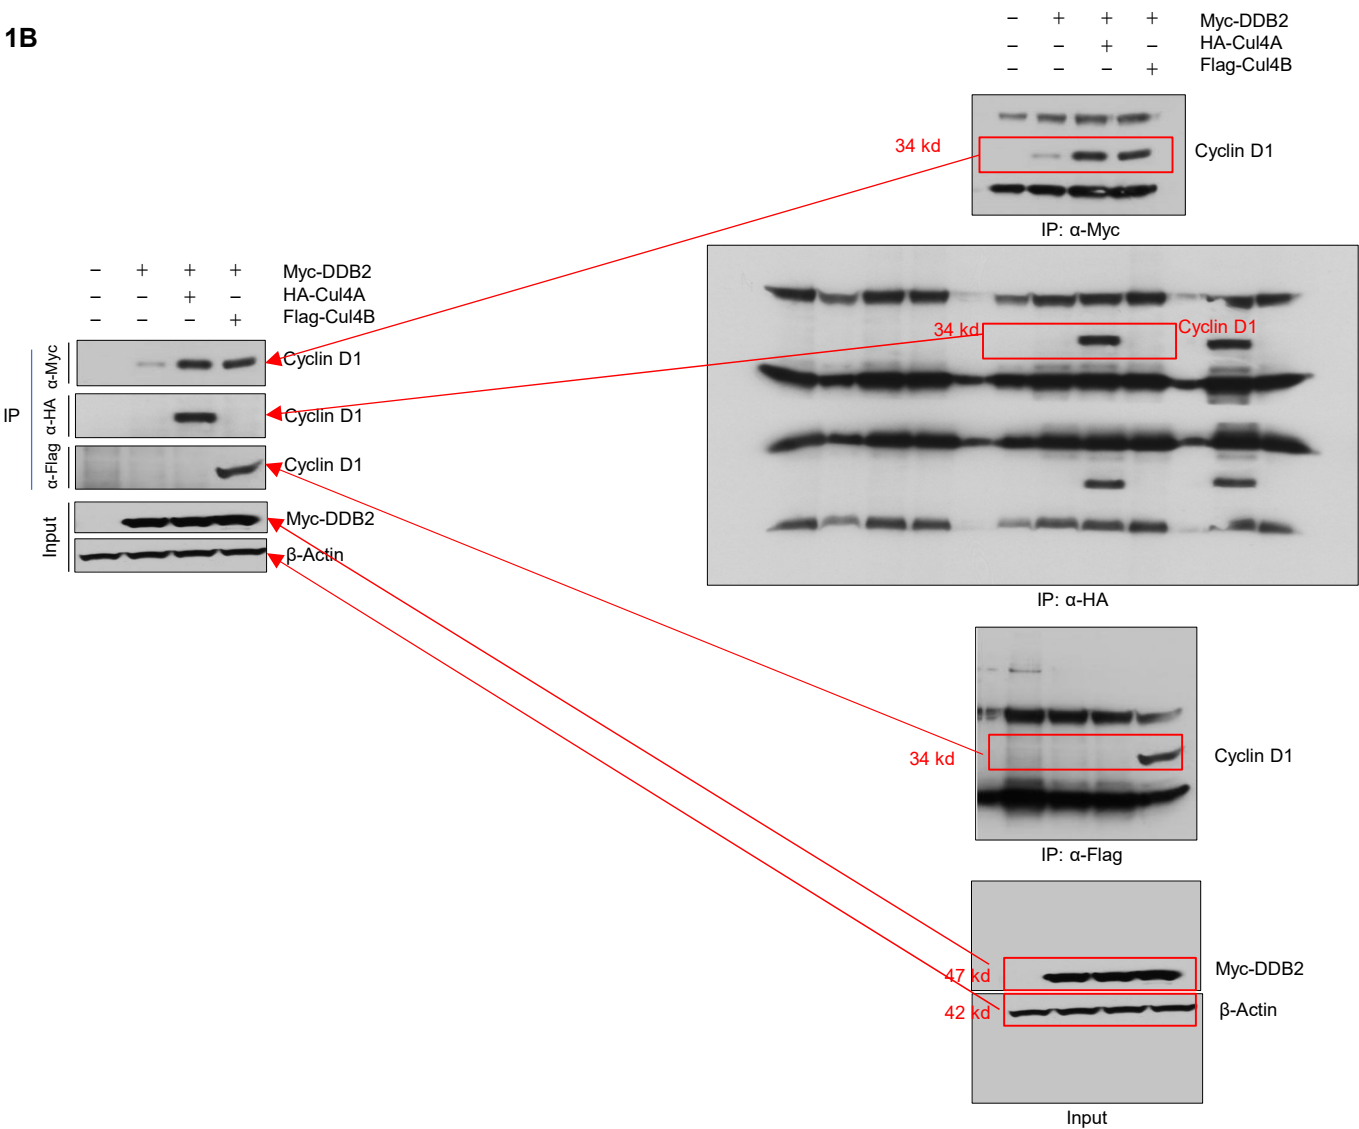 1B
− + + + Myc-DDB2
− − + − HA-Cul4A
− − − + Flag-Cul4B
34 kd
Cyclin D1
IP: α-Myc
34 kd
Cyclin D1
IP: α-HA
34 kd
Cyclin D1
IP: α-Flag
47 kd
Myc-DDB2
42 kd
β-Actin
Input
− + + + Myc-DDB2
− − + − HA-Cul4A
− − − + Flag-Cul4B
IP
α-Myc
Cyclin D1
α-HA
Cyclin D1
α-Flag
Cyclin D1
Input
Myc-DDB2
β-Actin